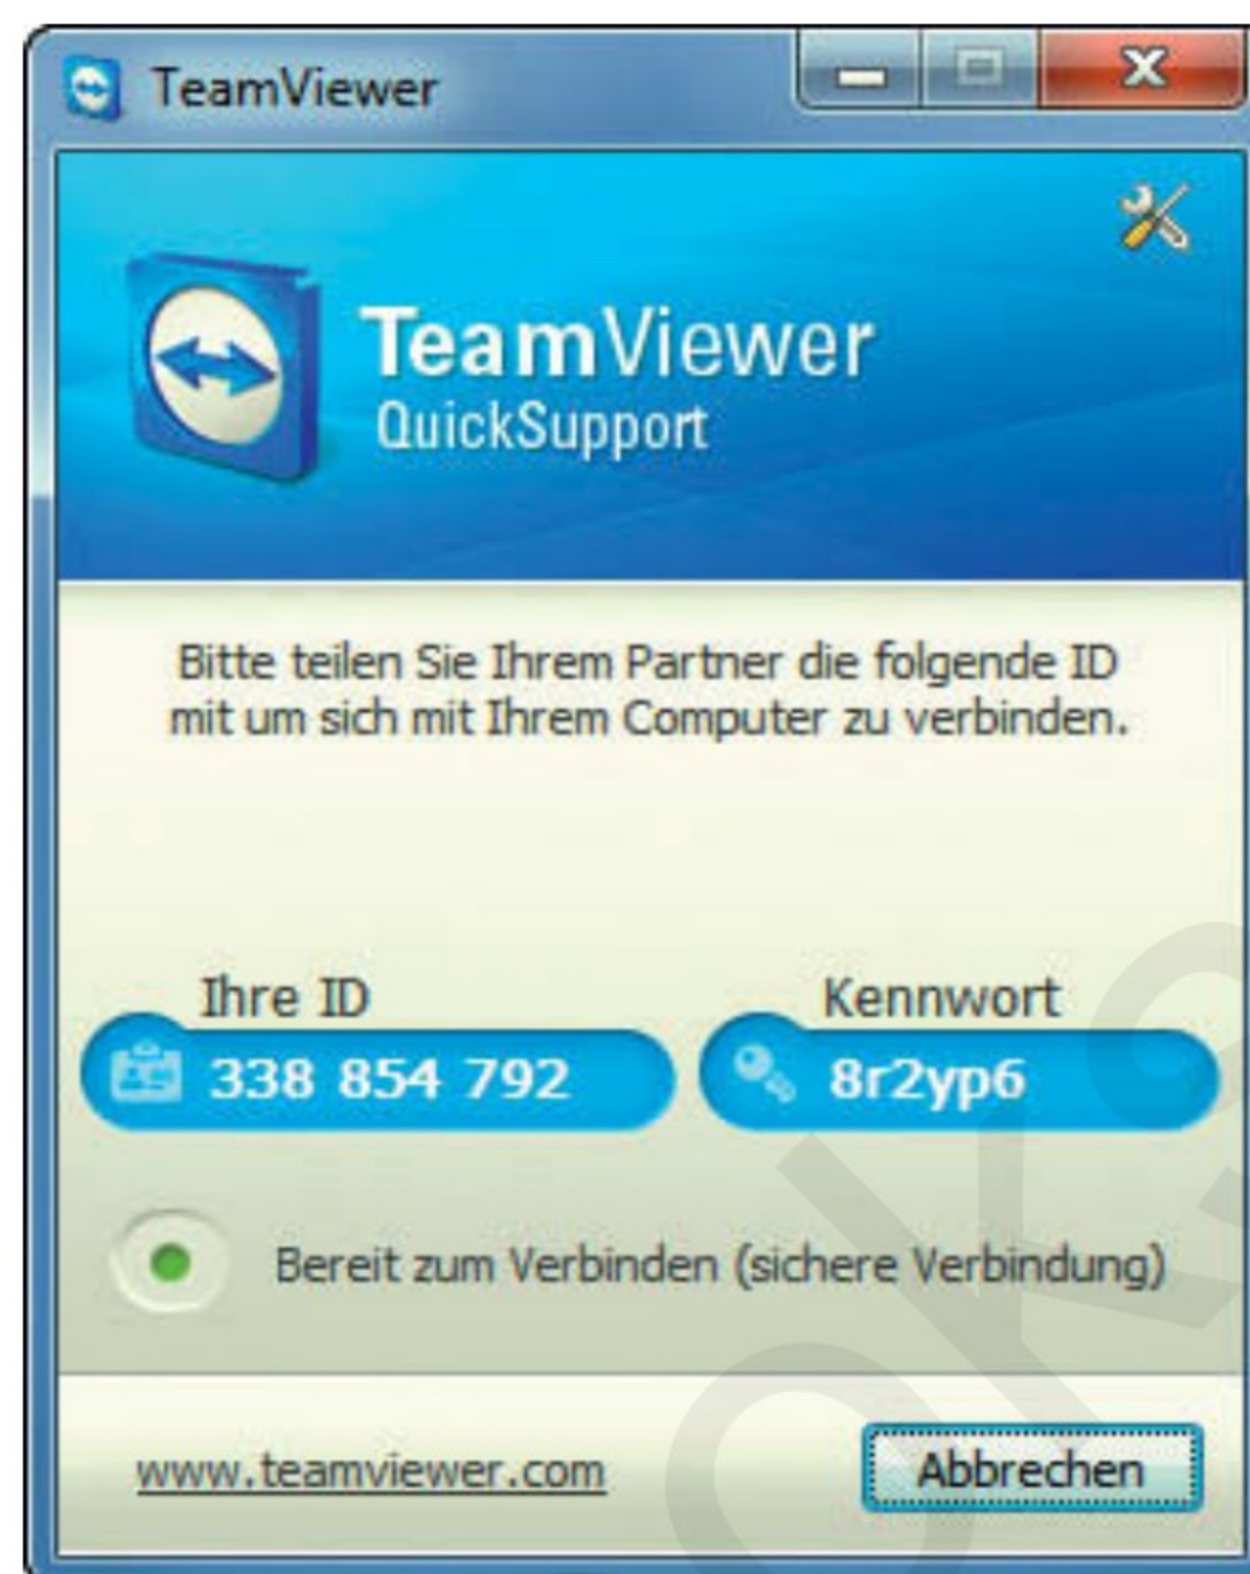 TeamViewer
TeamViewer
QuickSupport
Bitte teilen Sie Ihrem Partner die folgende ID
mit um sich mit Ihrem Computer zu verbinden.
Ihre ID
Kennwort
338 854 792
8r2yp6
Bereit zum Verbinden (sichere Verbindung)
www.teamviewer.com
Abbrechen